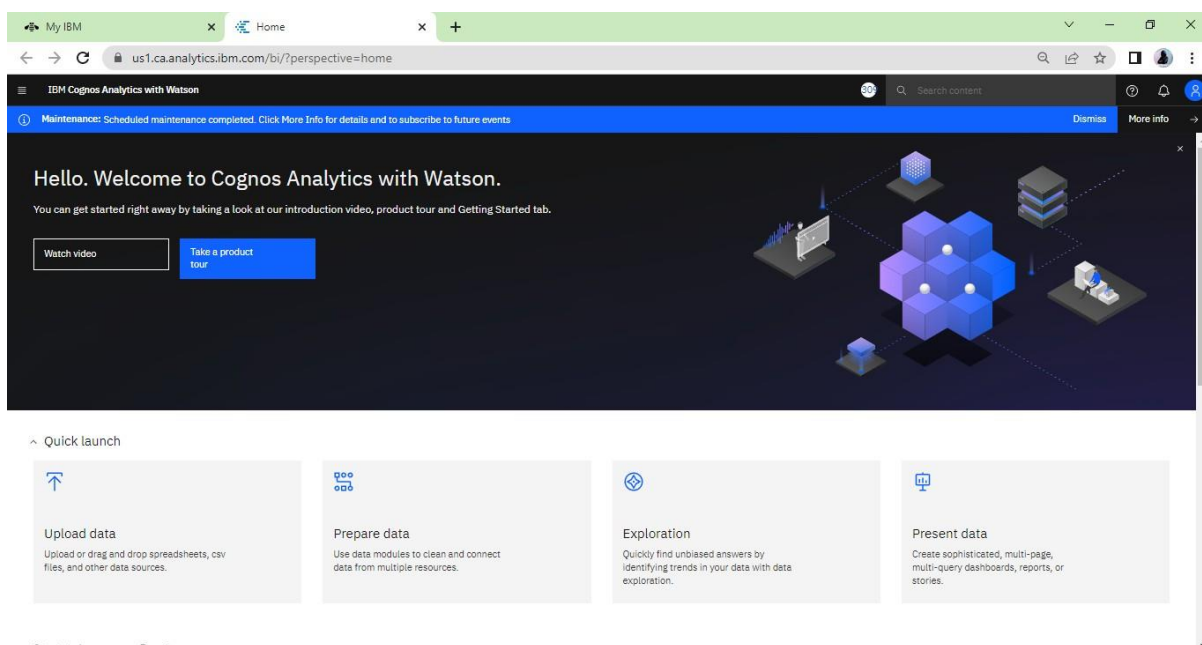 My IBM
Home
us1.ca.analytics.ibm.com/bi/?perspective=home
IBM Cognos Analytics with Watson
Search content
Maintenance: Scheduled maintenance completed. Click More Info for details and to subscribe to future events
Dismiss
More info
Hello. Welcome to Cognos Analytics with Watson.
You can get started right away by taking a look at our introduction video, product tour and Getting Started tab.
Watch video
Take a product
tour
Quick launch
Upload data
Upload or drag and drop spreadsheets, csv
files, and other data sources.
Prepare data
Use data modules to clean and connect
data from multiple resources.
Exploration
Quickly find unbiased answers by
identifying trends in your data with data
exploration.
Present data
Create sophisticated, multi-page,
multi-query dashboards, reports, or
stories.